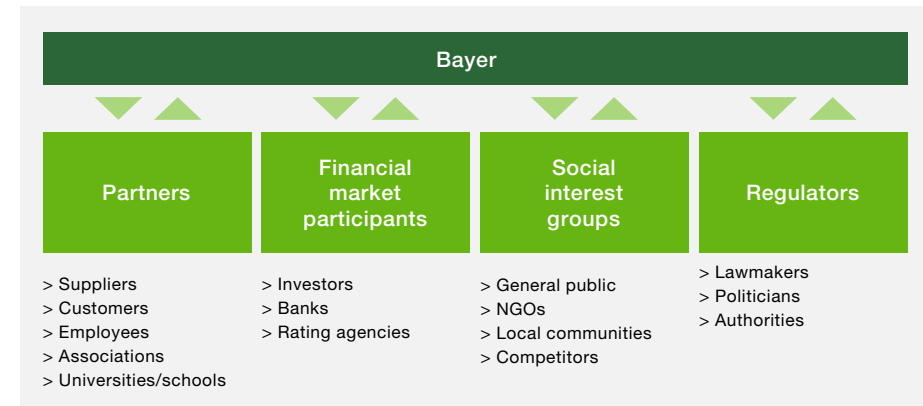 Bayer
Partners
Financial
market
participants
Social
interest
groups
Regulators
> Suppliers
> Customers
> Employees
> Associations
> Universities/schools
> Investors
> Banks
> Rating agencies
> General public
> NGOs
> Local communities
> Competitors
> Lawmakers
> Politicians
> Authorities